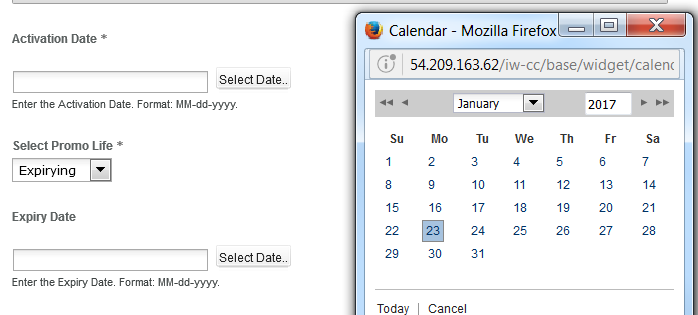 Activation Date *
Select Date..
Enter the Activation Date. Format: MM-dd-yyyy.
Select Promo Life *
Expirying
Expiry Date
Select Date..
Enter the Expiry Date. Format: MM-dd-yyyy.
Calendar - Mozilla Firefox
54.209.163.62/iw-cc/base/widget/calend
January 2017
Su Mo Tu We Th Fr Sa
1 2 3 4 5 6 7
8 9 10 11 12 13 14
15 16 17 18 19 20 21
22 23 24 25 26 27 28
29 30 31
Today | Cancel